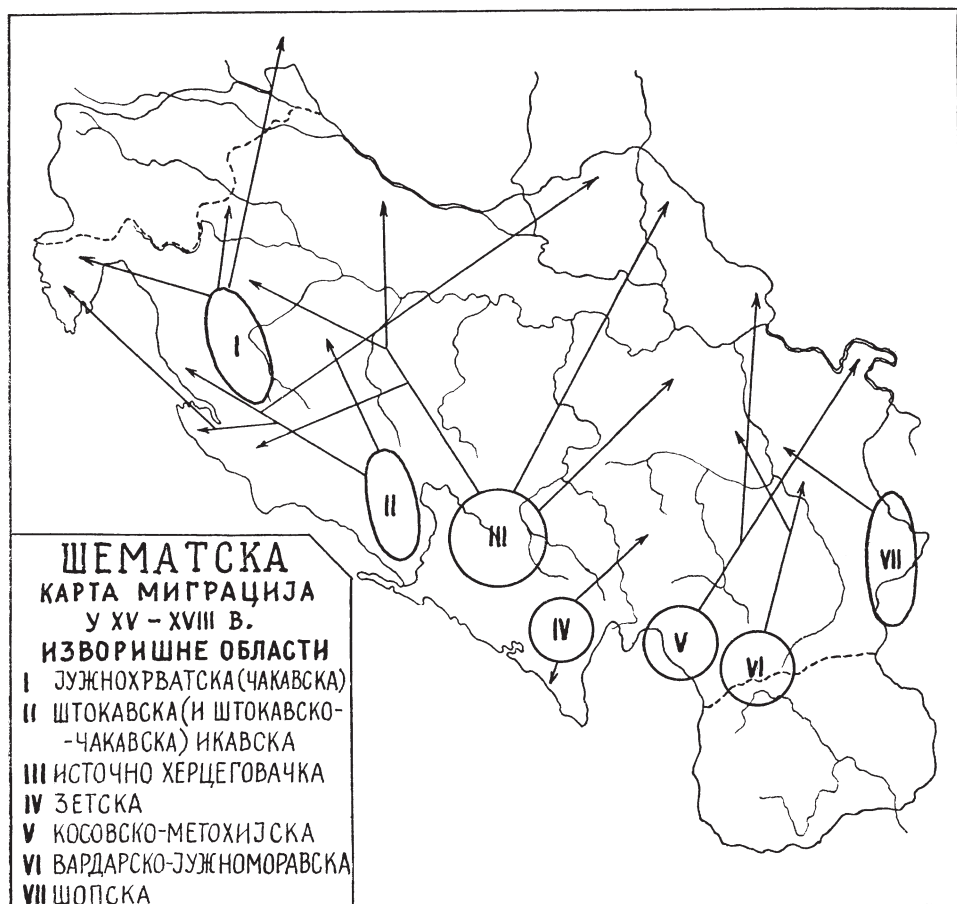 I
II
III
IV
V
VI
VII
ШЕМАТСКА
КАРТА МИГРАЦИЈА
У XV – XVIII В.
ИЗВОРИШНЕ ОБЛАСТИ
I ЈУЖНОХРВАТСКА (ЧАКАВСКА)
II ШТОКАВСКА (И ШТОКАВСКО-
-ЧАКАВСКА) ИКАВСКА
III ИСТОЧНО ХЕРЦЕГОВАЧКА
IV ЗЕТСКА
V КОСОВСКО-МЕТОХИЈСКА
VI ВАРДАРСКО-ЈУЖНОМОРАВСКА
VII ШОПСКА